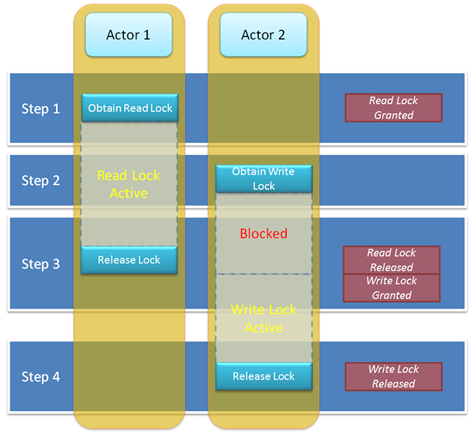 Actor 1
Actor 2
Step 1
Obtain Read Lock
Read Lock
Granted
Step 2
Read Lock
Active
Obtain Write
Lock
Step 3
Blocked
Release Lock
Read Lock
Released
Write Lock
Granted
Write Lock
Active
Step 4
Release Lock
Write Lock
Released